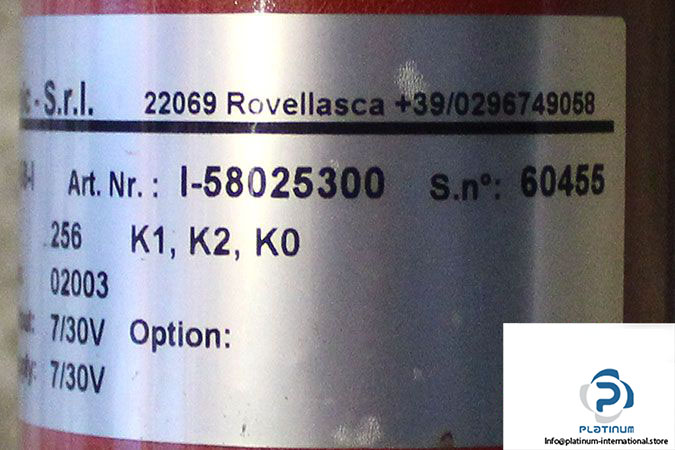 - S.r.l. 22069 Rovellasca +39/0296749058
Art. Nr. : I-58025300 S.nº: 60455
256 K1, K2, K0
02003
7/30V Option:
7/30V
PLATINUM
Info@platinum-international.store